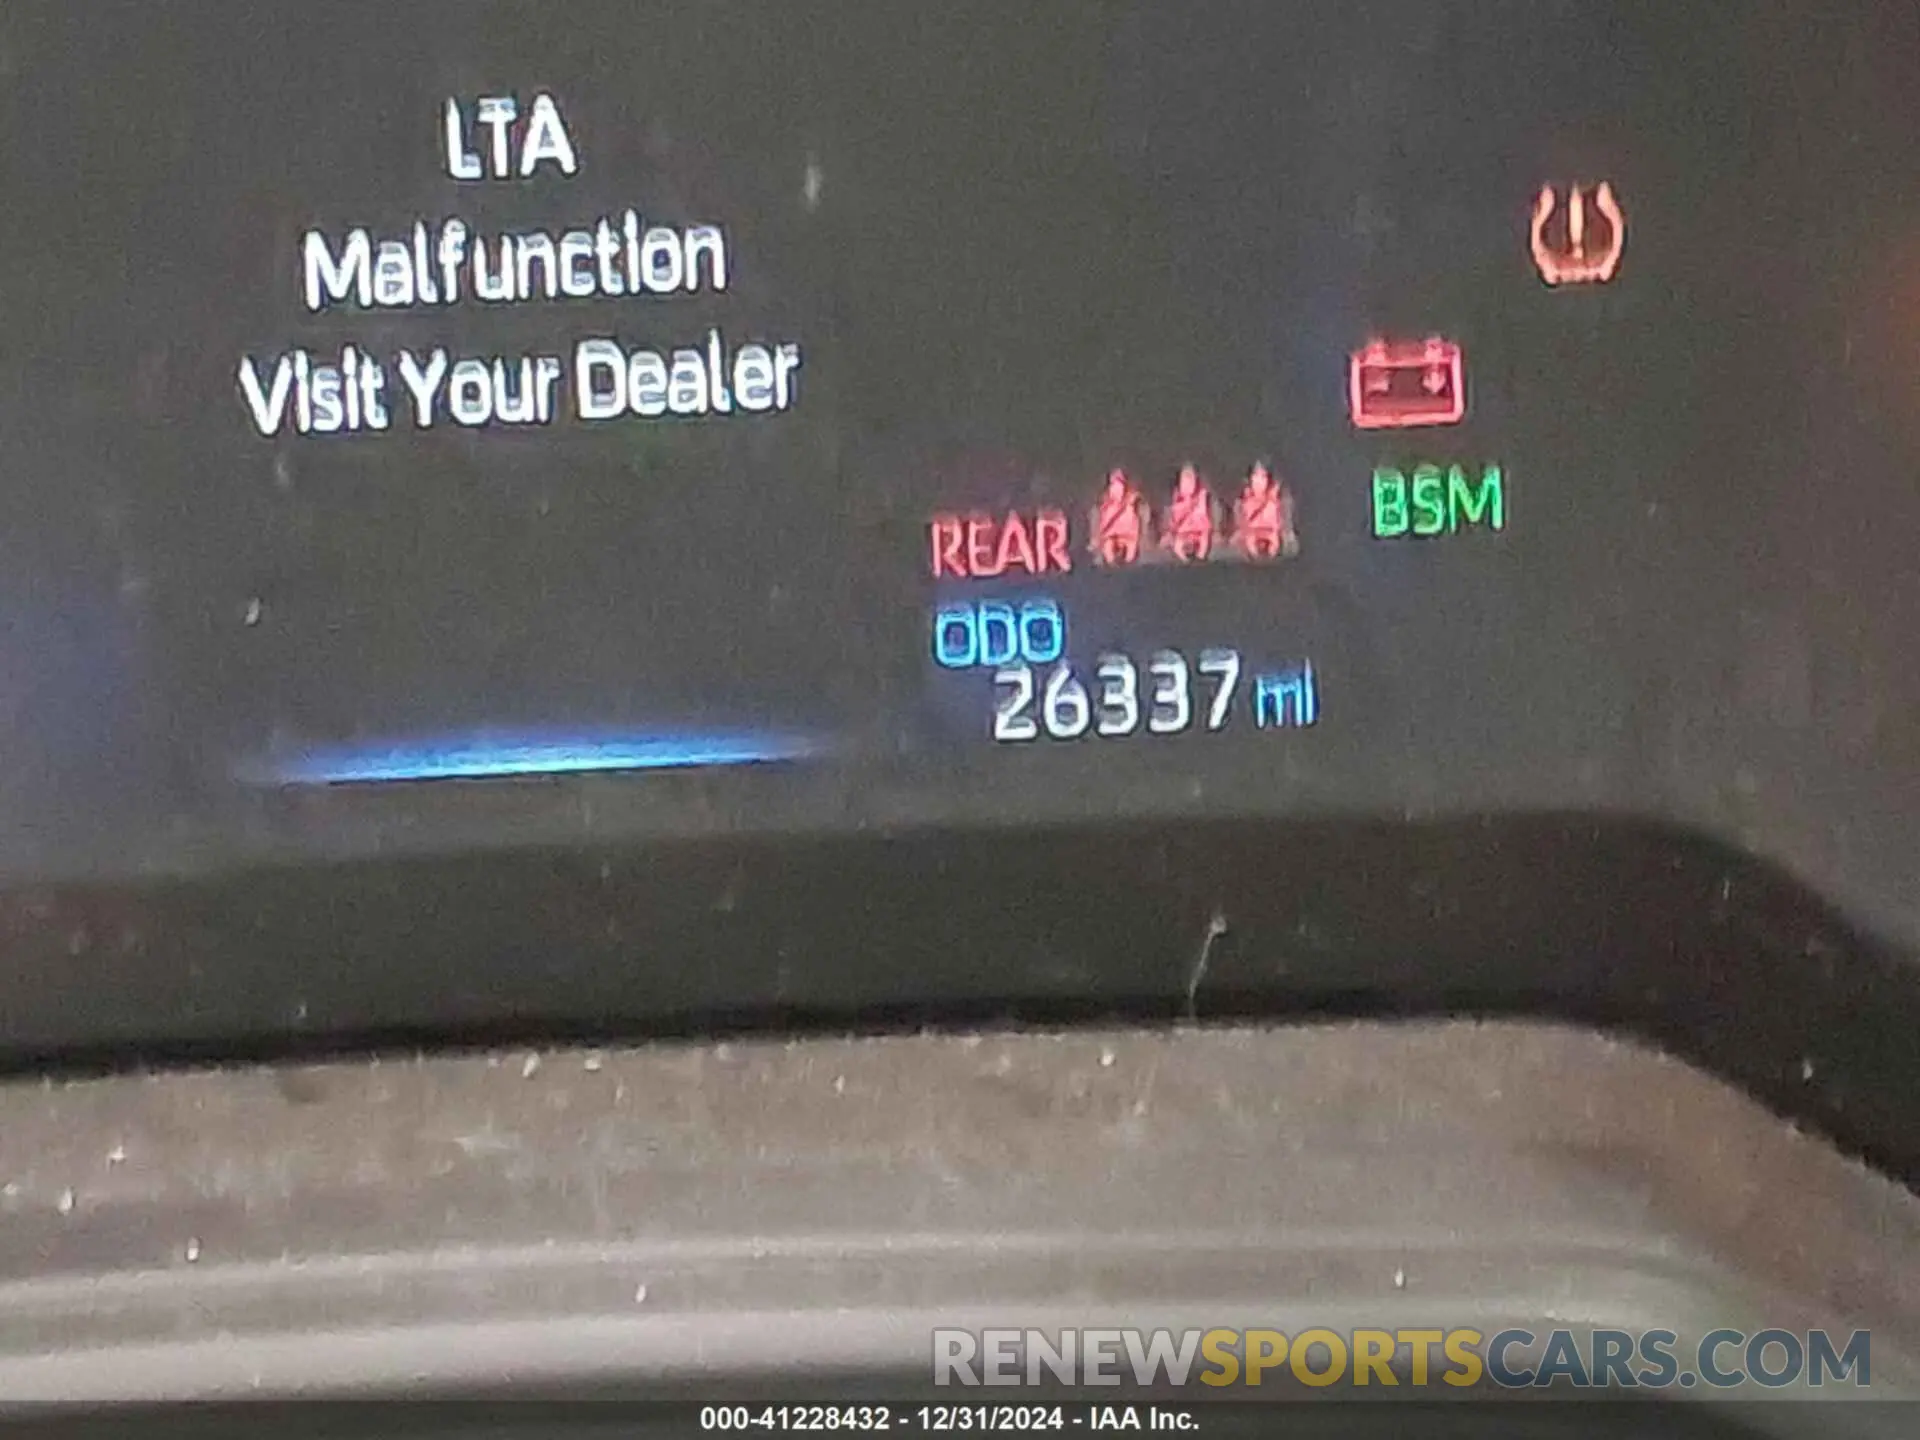 LTA
Malfunction
Visit Your Dealer
BSM
REAR
ODO
26337 mi
RENEWSPORTSCARS.COM
000-41228432 - 12/31/2024 - IAA Inc.